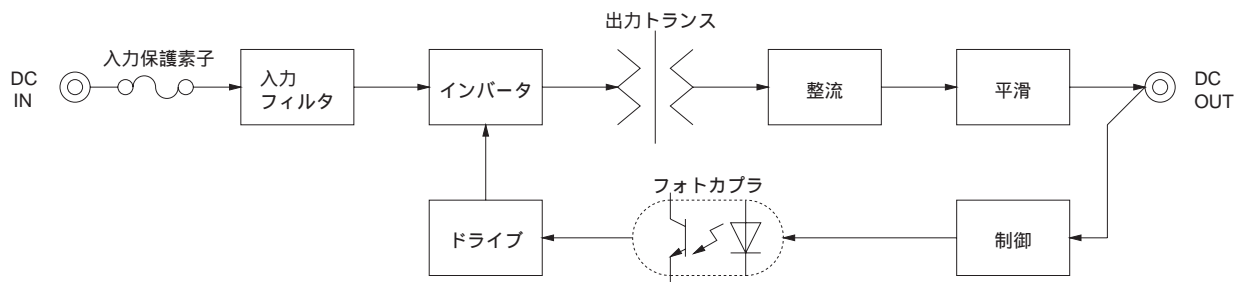 出力トランス
入力保護素子
DC
IN
入力
フィルタ
インバータ
整流
平滑
DC
OUT
フォトカプラ
ドライブ
制御